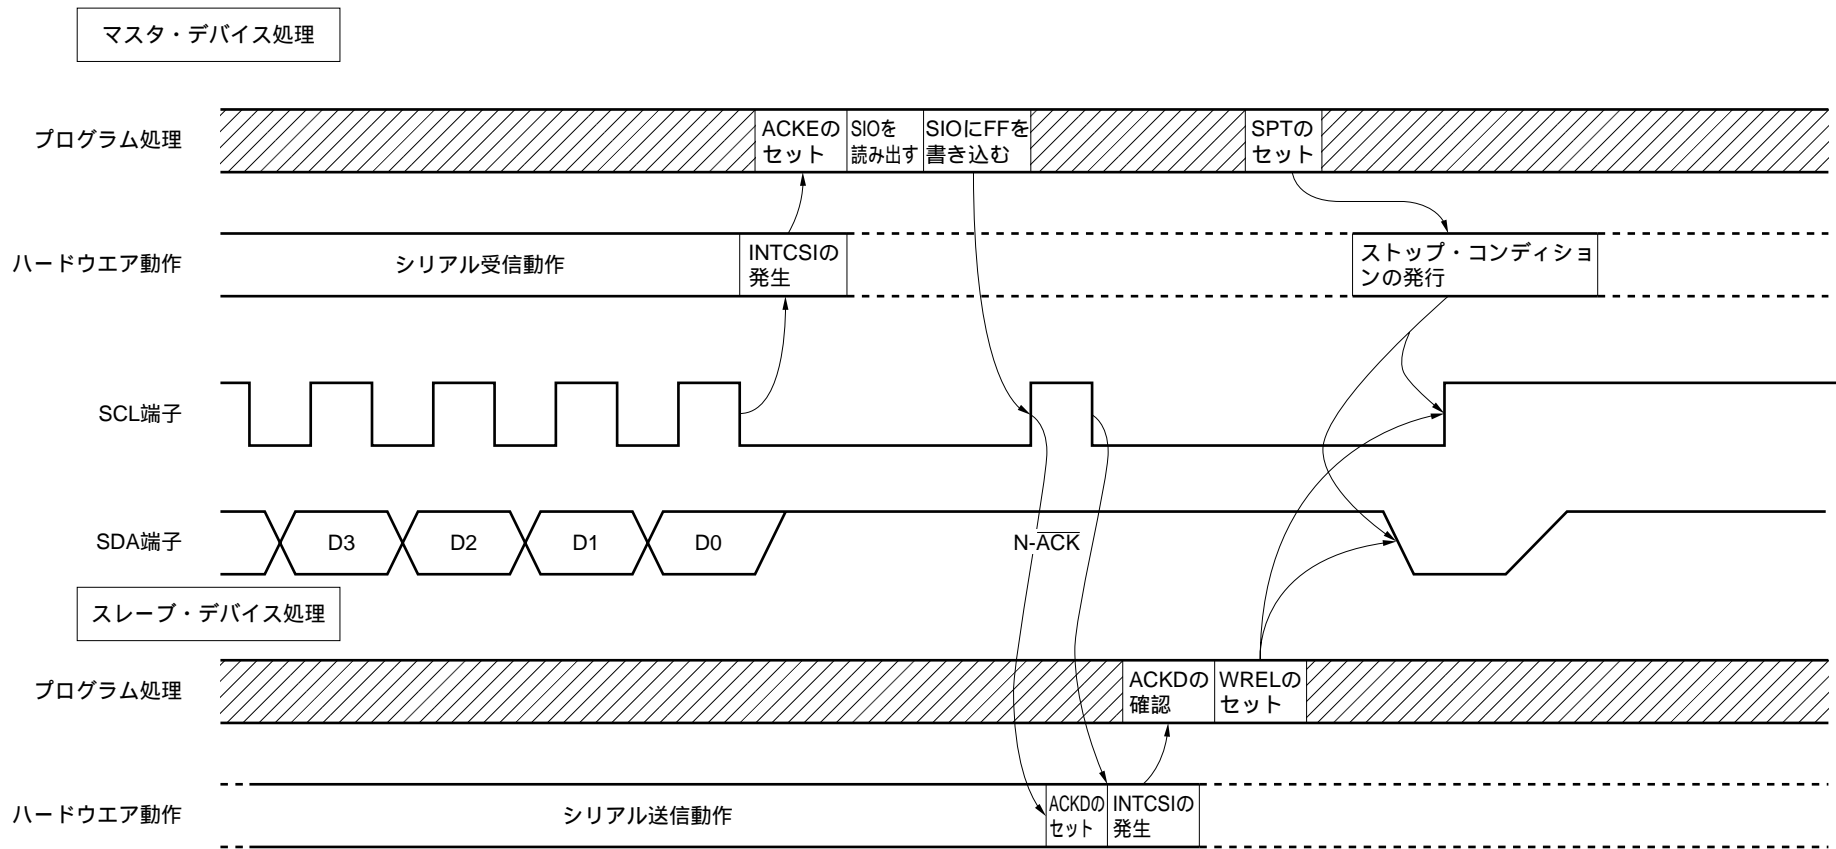 マスタ・デバイス処理
プログラム処理
ACKEの
セット
SIOを
読み出す
SIOにFFを
書き込む
SPTの
セット
ハードウエア動作
シリアル受信動作
INTCSIの
発生
ストップ・コンディショ
ンの発行
SCL端子
SDA端子
D3
D2
D1
D0
N-A̅C̅K̅
スレーブ・デバイス処理
プログラム処理
ACKDの
確認
WRELの
セット
ハードウエア動作
シリアル送信動作
ACKDの
セット
INTCSIの
発生